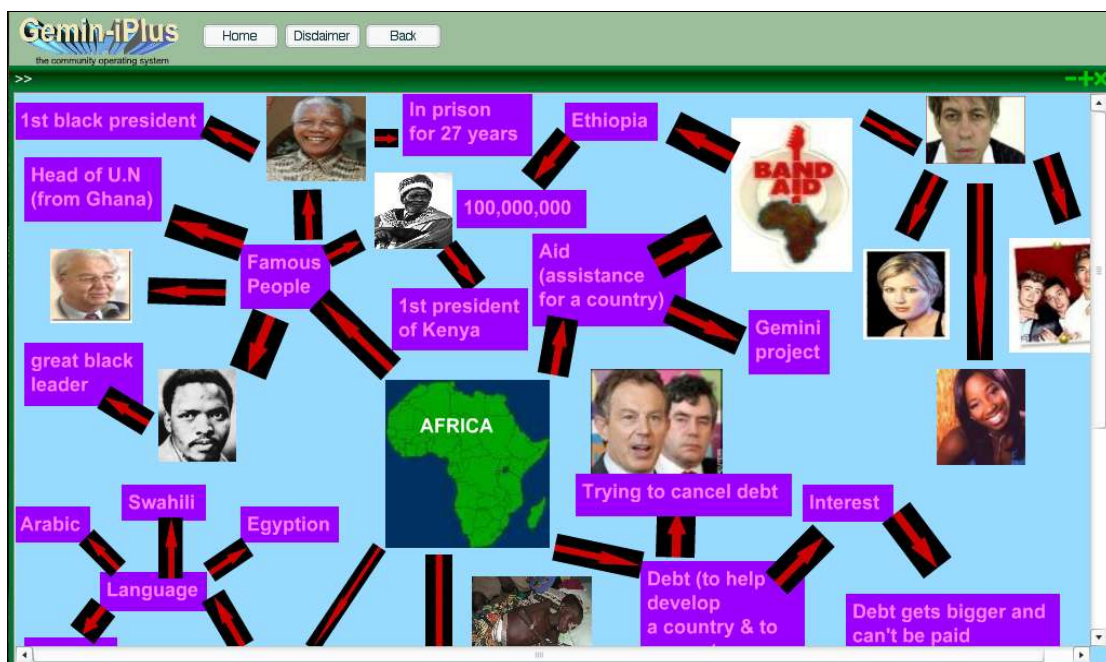 Gemin-iPlus
the community operating system
Home
Disclaimer
Back
>>
1st black president
In prison
for 27 years
Ethiopia
BAND
AID
Head of U.N
(from Ghana)
100,000,000
Famous
People
Aid
(assistance
for a country)
1st president
of Kenya
Gemini
project
great black
leader
AFRICA
Trying to cancel debt
Interest
Swahili
Arabic
Egyption
Language
Debt (to help
develop
a country & to
Debt gets bigger and
can't be paid